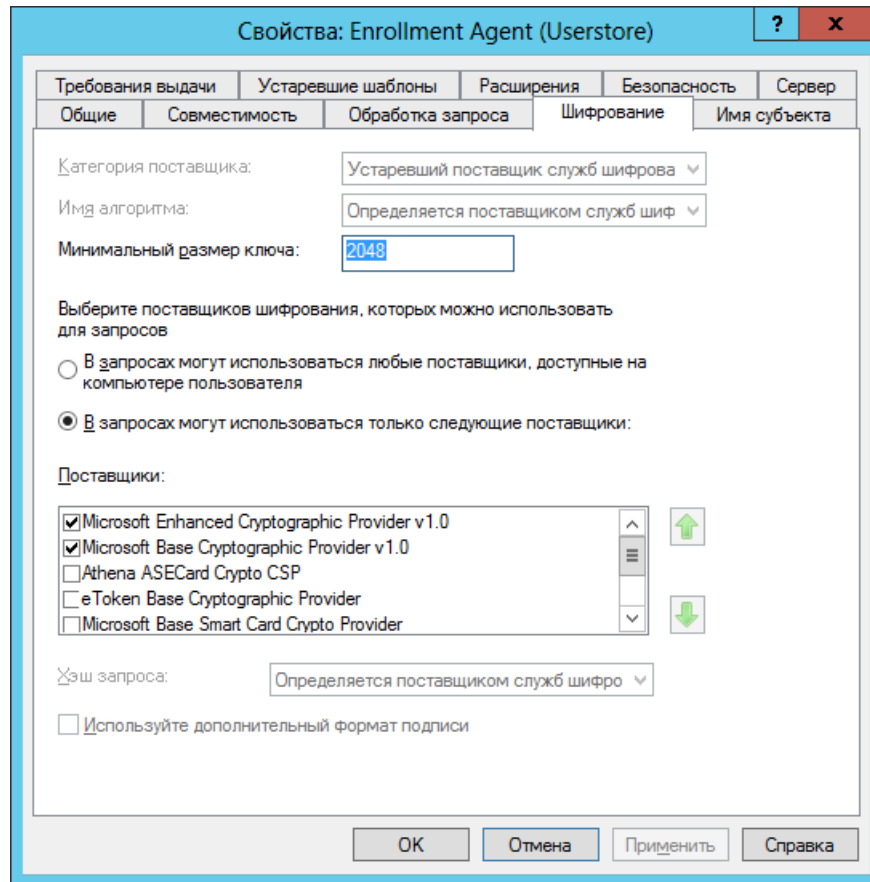 Свойства: Enrollment Agent (Userstore)
? x
Требования выдачи Устаревшие шаблоны Расширения Безопасность Сервер
Общие Совместимость Обработка запроса Шифрование Имя субъекта
Категория поставщика: Устаревший поставщик служб шифрова
Имя алгоритма: Определяется поставщиком служб шиф
Минимальный размер ключа: 2048
Выберите поставщиков шифрования, которых можно использовать
для запросов
В запросах могут использоваться любые поставщики, доступные на
компьютере пользователя
В запросах могут использоваться только следующие поставщики:
Поставщики:
Microsoft Enhanced Cryptographic Provider v1.0
Microsoft Base Cryptographic Provider v1.0
Athena ASECard Crypto CSP
eToken Base Cryptographic Provider
Microsoft Base Smart Card Crypto Provider
Хэш запроса: Определяется поставщиком служб шифро
Используйте дополнительный формат подписи
OK Отмена Применить Справка